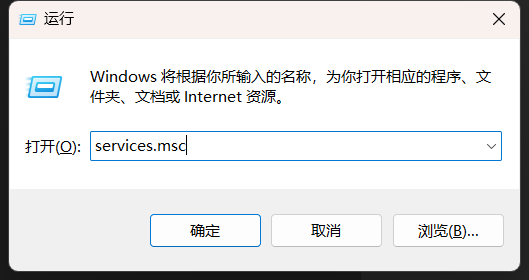 运行
Windows 将根据你所输入的名称，为你打开相应的程序、文
件夹、文档或 Internet 资源。
打开(O): services.msc
确定 取消 浏览(B)...